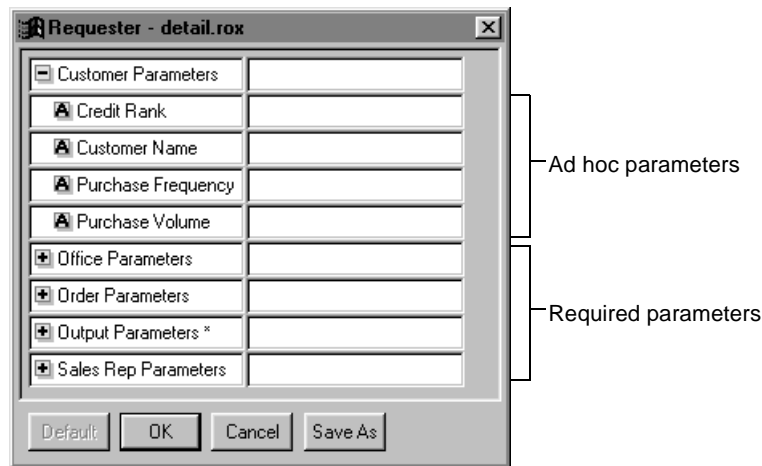 Requester - detail.rox
Customer Parameters
A Credit Rank
A Customer Name
A Purchase Frequency
A Purchase Volume
Office Parameters
Order Parameters
Output Parameters *
Sales Rep Parameters
Default OK Cancel Save As
Ad hoc parameters
Required parameters